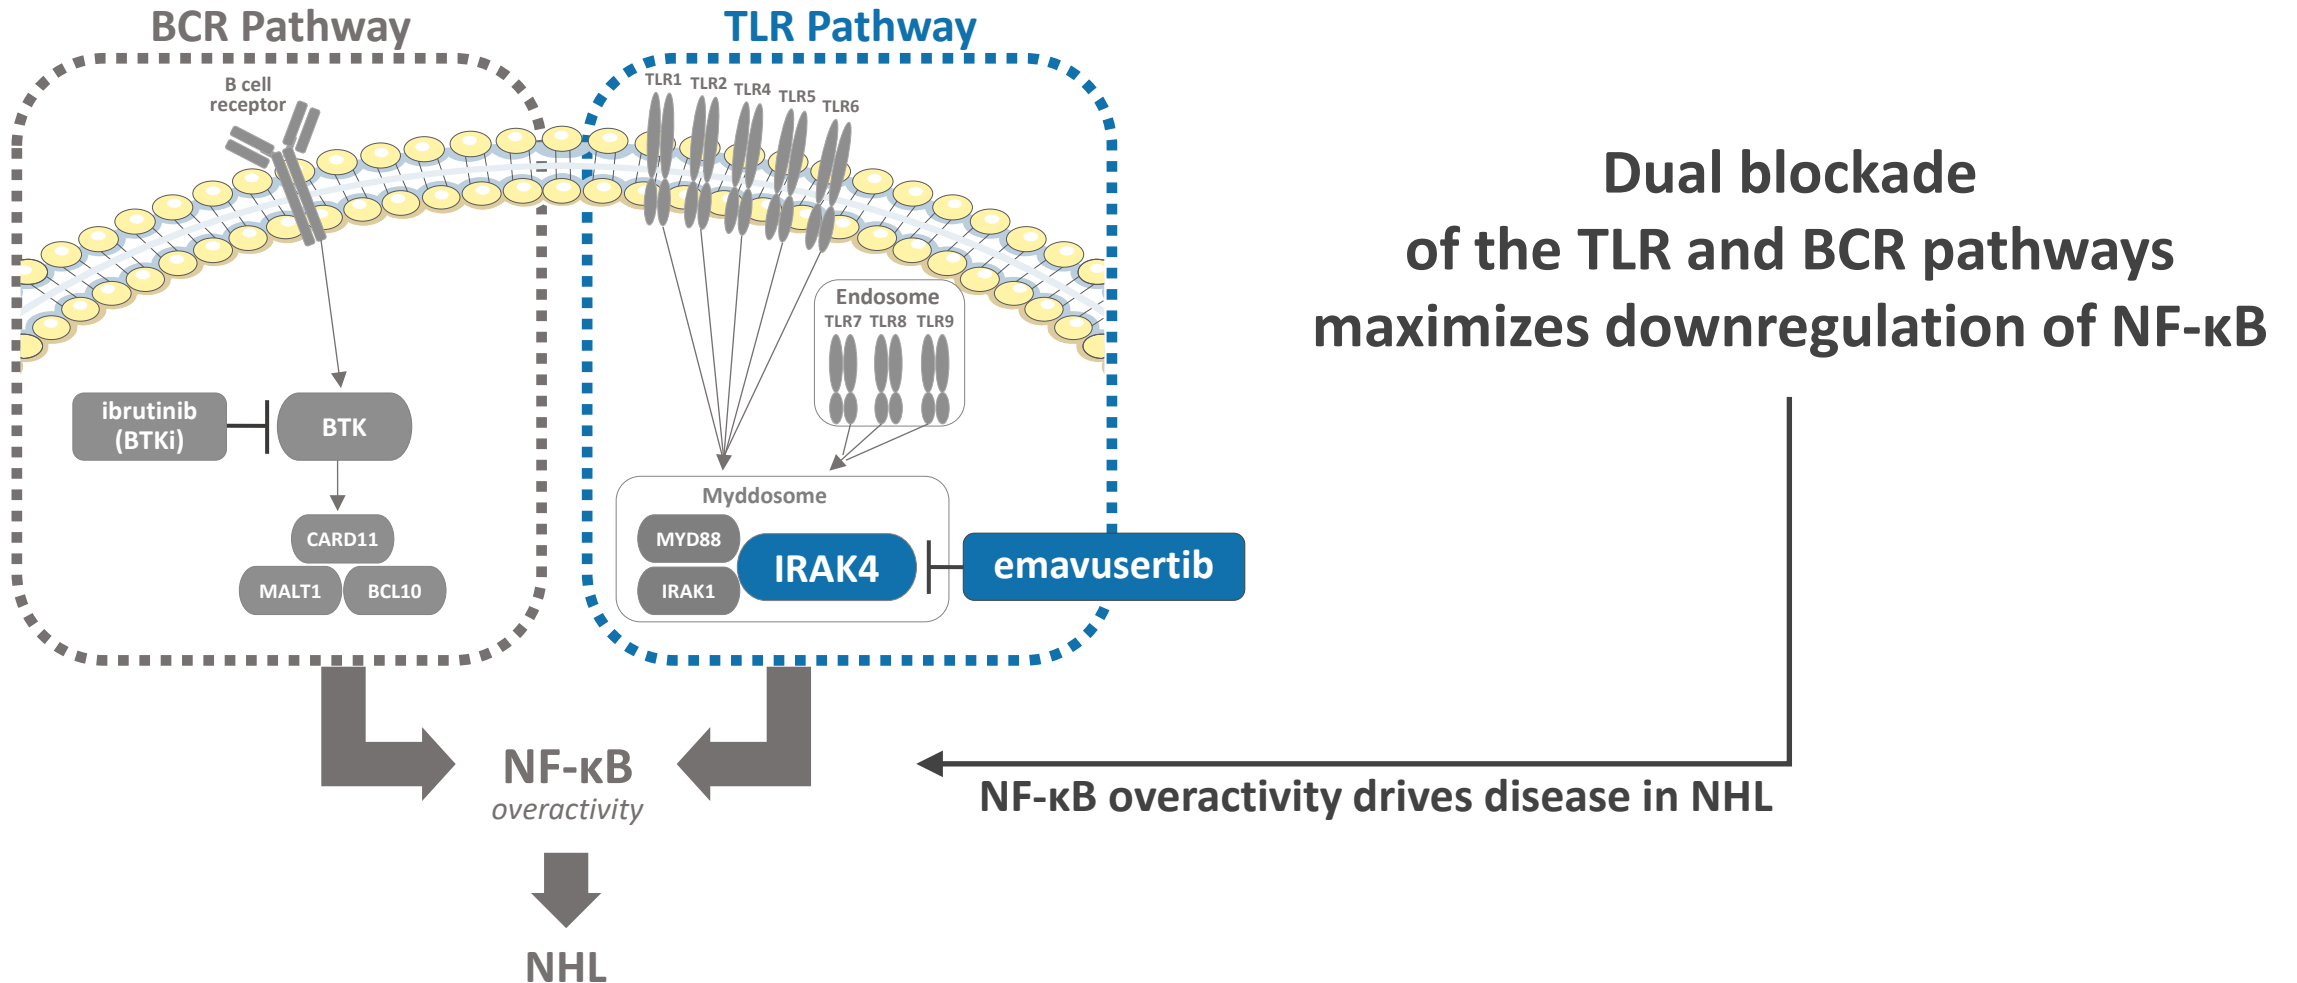 BCR Pathway
B cell
receptor
ibrutinib
(BTKi)
BTK
CARD11
MALT1
BCL10
TLR Pathway
TLR1
TLR2
TLR4
TLR5
TLR6
Endosome
TLR7
TLR8
TLR9
Myddosome
MYD88
IRAK1
IRAK4
emavusertib
NF-κB
overactivity
NHL
Dual blockade
of the TLR and BCR pathways
maximizes downregulation of NF-κB
NF-κB overactivity drives disease in NHL